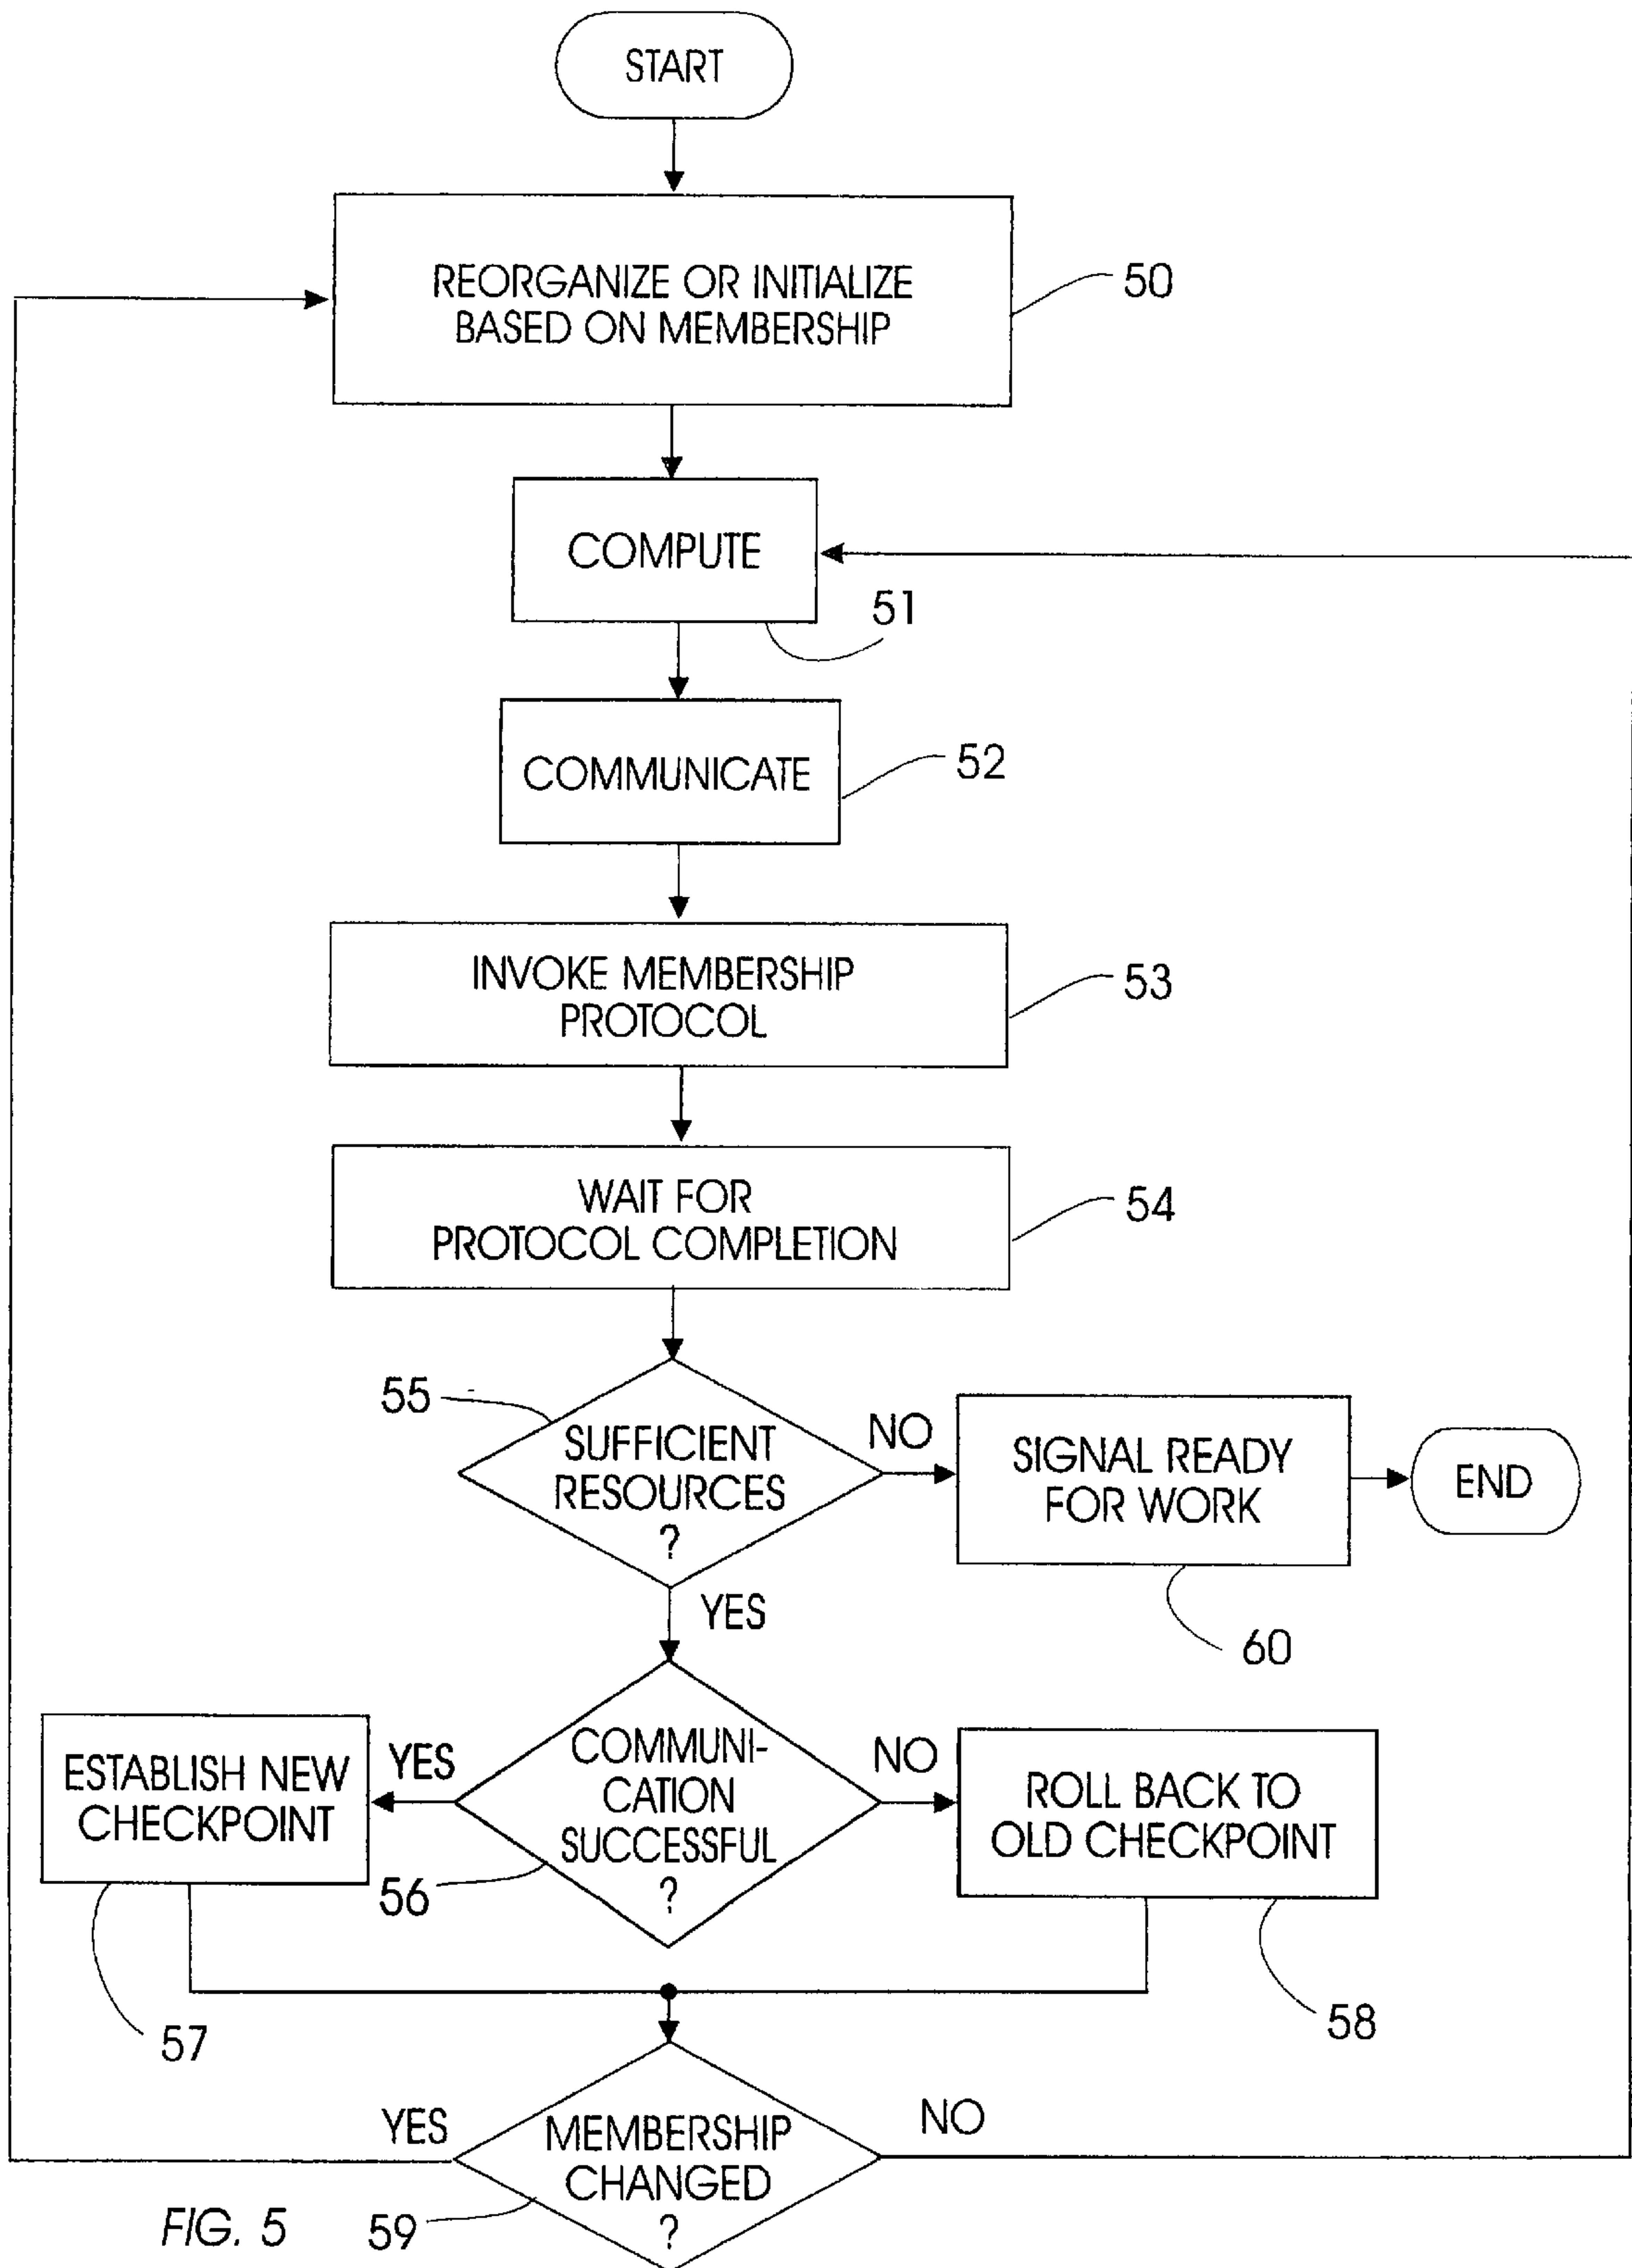 START
REORGANIZE OR INITIALIZE
BASED ON MEMBERSHIP
50
COMPUTE
51
COMMUNICATE
52
INVOKE MEMBERSHIP
PROTOCOL
53
WAIT FOR
PROTOCOL COMPLETION
54
55
SUFFICIENT
RESOURCES
?
NO
SIGNAL READY
FOR WORK
END
60
YES
ESTABLISH NEW
CHECKPOINT
YES
COMMUNI-
CATION
SUCCESSFUL
?
56
NO
ROLL BACK TO
OLD CHECKPOINT
57
58
YES
MEMBERSHIP
CHANGED
?
NO
59
FIG. 5